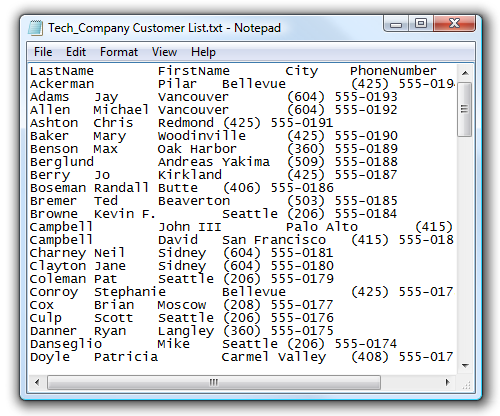 Tech_Company Customer List.txt - Notepad
File Edit Format View Help
LastName FirstName City PhoneNumber
Ackerman Pilar Bellevue (425) 555-019
Adams Jay Vancouver (604) 555-0193
Allen Michael Vancouver (604) 555-0192
Ashton Chris Redmond (425) 555-0191
Baker Mary Woodinville (425) 555-0190
Benson Max Oak Harbor (360) 555-0189
Berglund Andreas Yakima (509) 555-0188
Berry Jo Kirkland (425) 555-0187
Boseman Randall Butte (406) 555-0186
Bremer Ted Beaverton (503) 555-0185
Browne Kevin F. Seattle (206) 555-0184
Campbell John III Palo Alto (415)
Campbell David San Francisco (415) 555-018
Charney Neil Sidney (604) 555-0181
Clayton Jane Sidney (604) 555-0180
Coleman Pat Seattle (206) 555-0179
Conroy Stephanie Bellevue (425) 555-017
Cox Brian Moscow (208) 555-0177
Culp Scott Seattle (206) 555-0176
Danner Ryan Langley (360) 555-0175
Danseglio Mike Seattle (206) 555-0174
Doyle Patricia Carmel Valley (408) 555-017